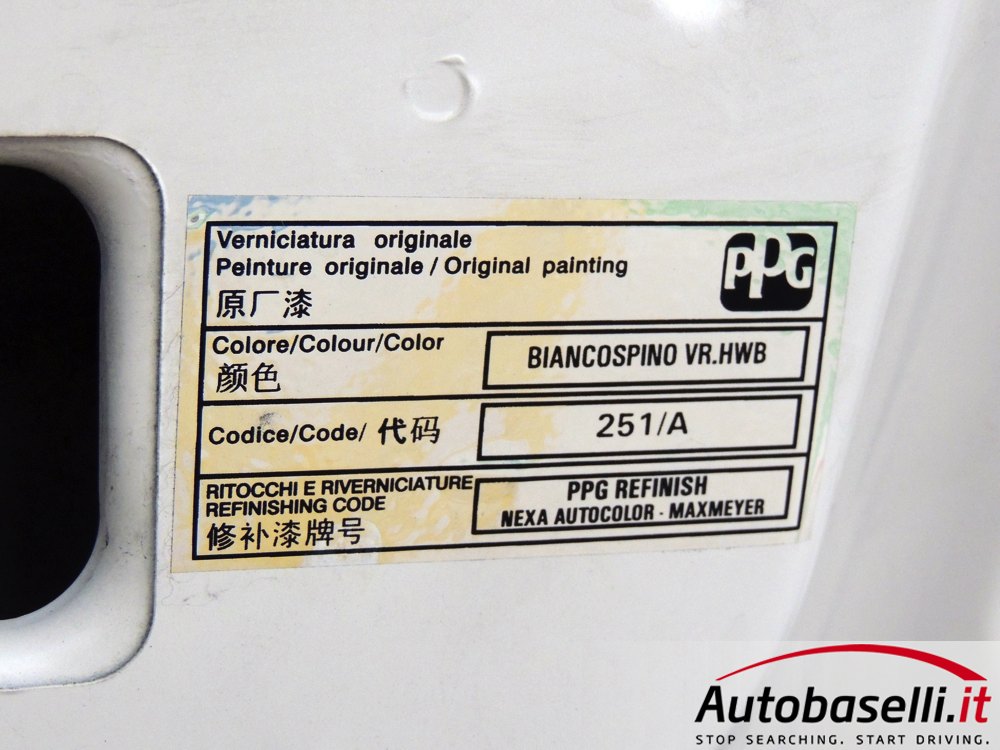 Verniciatura originale
Peinture originale / Original painting
原厂漆
PPG
Colore/Colour/Color
颜色
BIANCOSPINO VR.HWB
Codice/Code/ 代码
251/A
RITOCCHI E RIVERNICIATURE
REFINISHING CODE
修补漆牌号
PPG REFINISH
NEXA AUTOCOLOR - MAXMEYER
Autobaselli.it
STOP SEARCHING. START DRIVING.